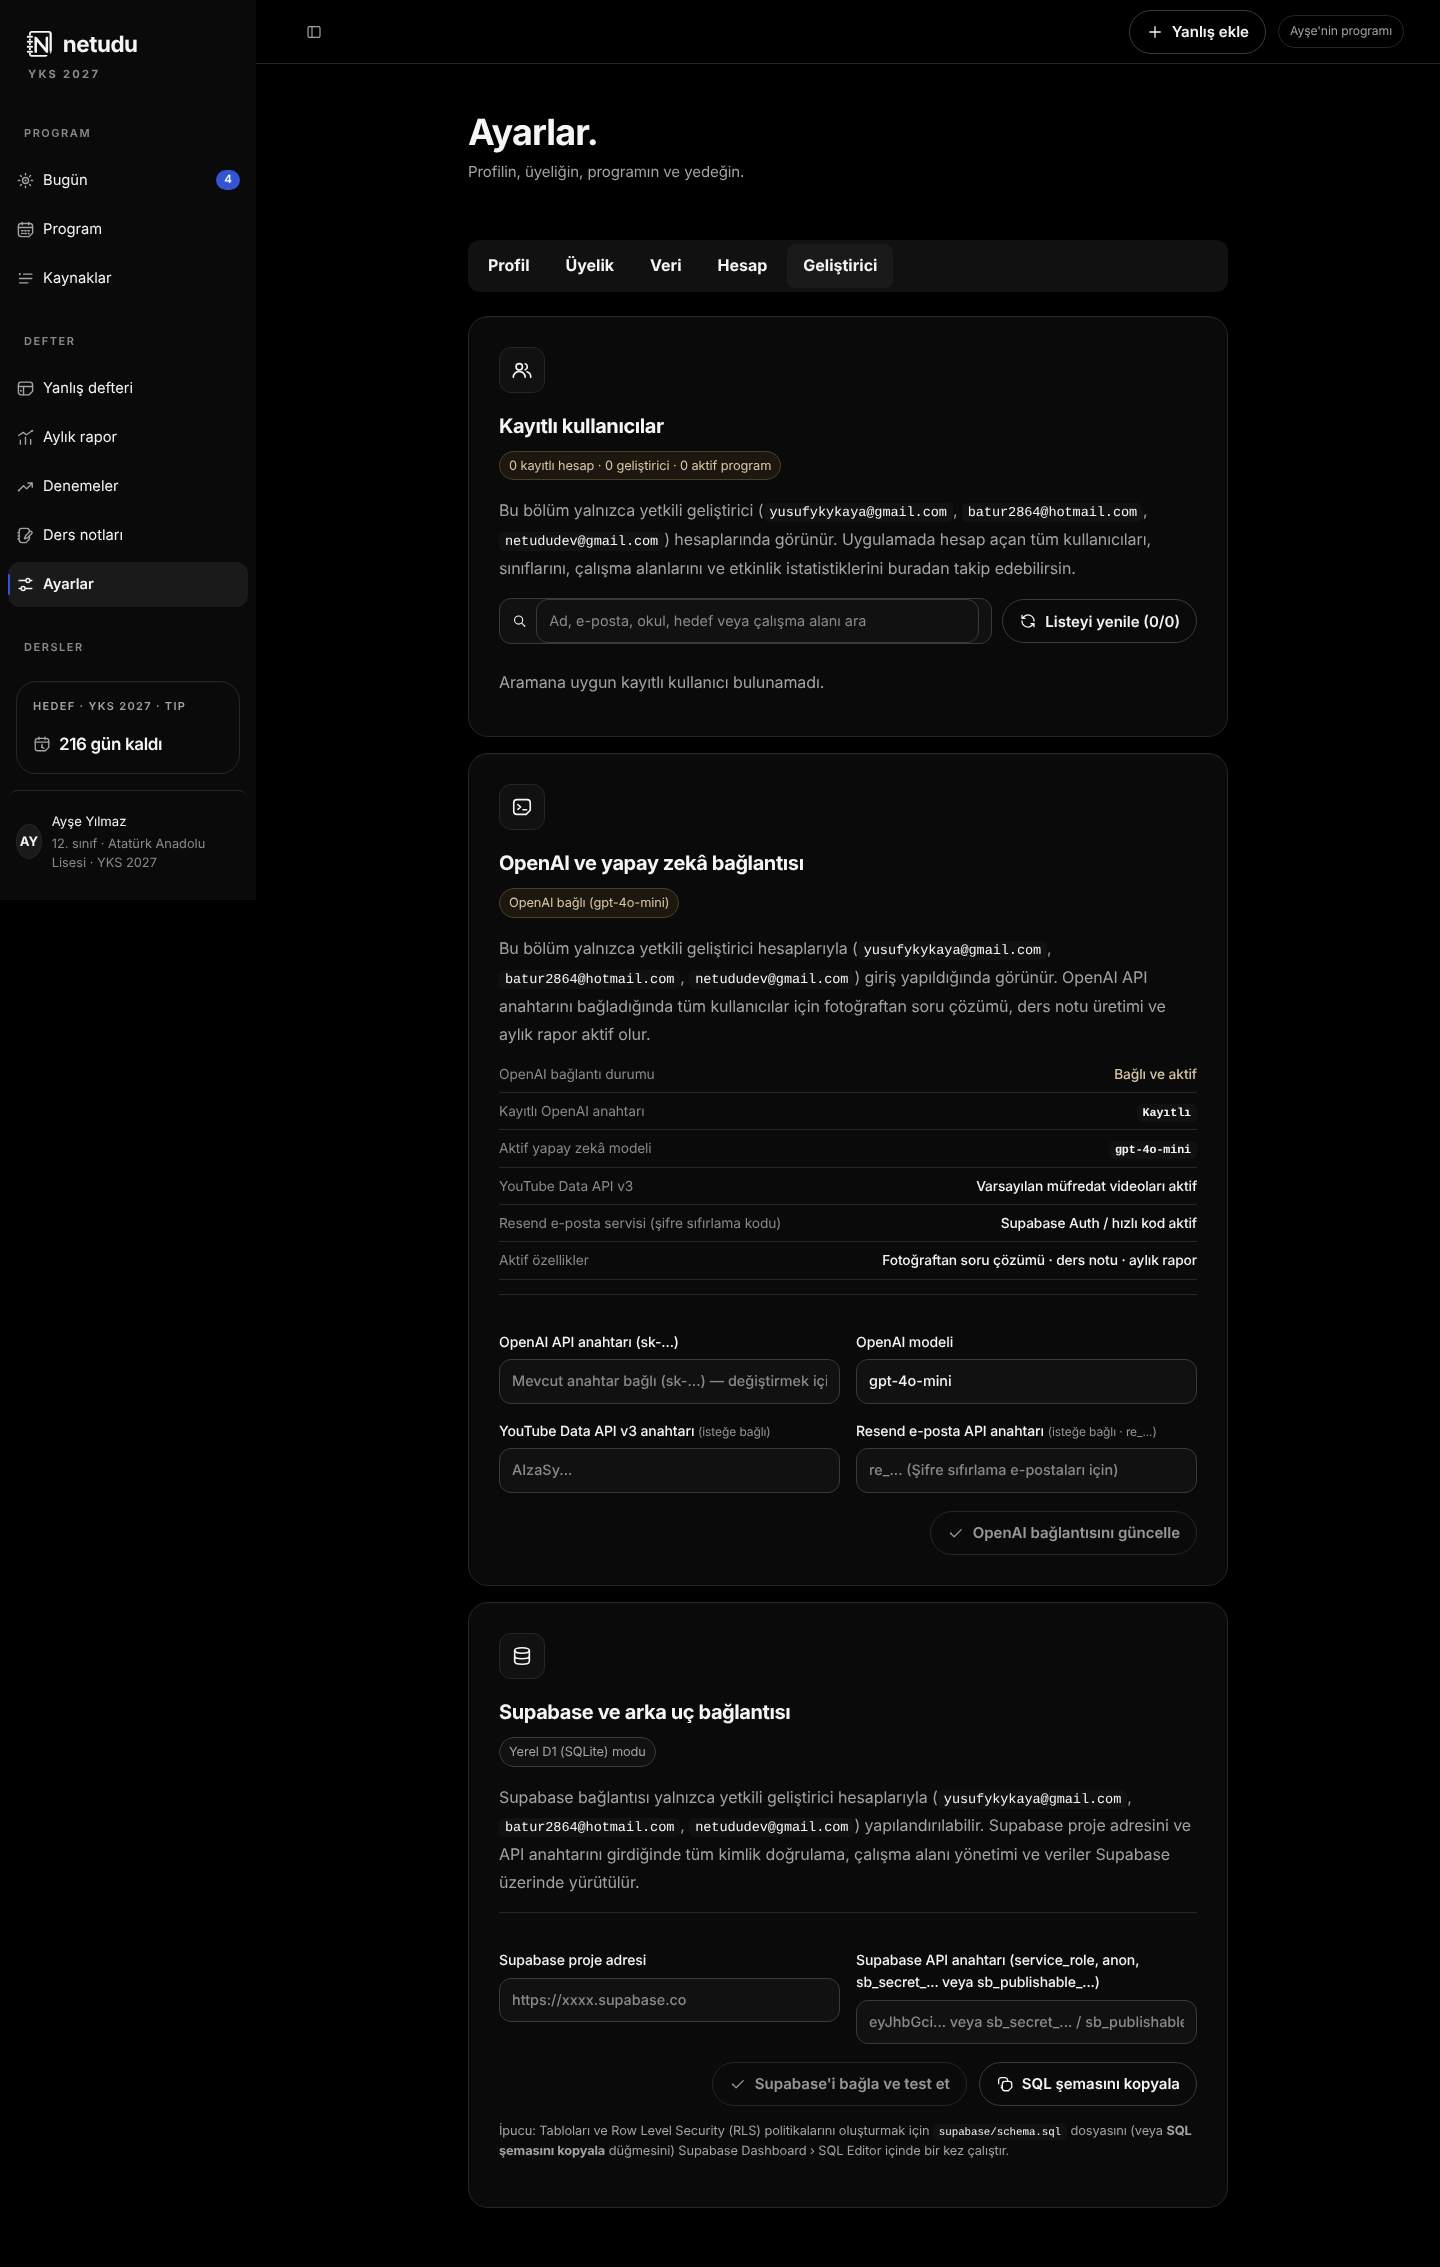 netudu
YKS 2027
PROGRAM
Bugün 4
Program
Kaynaklar
DEFTER
Yanlış defteri
Aylık rapor
Denemeler
Ders notları
Ayarlar
DERSLER
HEDEF · YKS 2027 · TIP
216 gün kaldı
AY
Ayşe Yılmaz
12. sınıf · Atatürk Anadolu
Lisesi · YKS 2027
Yanlış ekle
Ayşe'nin programı
Ayarlar.
Profilin, üyeliğin, programın ve yedeğin.
Profil Üyelik Veri Hesap Geliştirici
Kayıtlı kullanıcılar
0 kayıtlı hesap · 0 geliştirici · 0 aktif program
Bu bölüm yalnızca yetkili geliştirici ( yusufykykaya@gmail.com , batur2864@hotmail.com ,
netududev@gmail.com ) hesaplarında görünür. Uygulamada hesap açan tüm kullanıcıları,
sınıflarını, çalışma alanlarını ve etkinlik istatistiklerini buradan takip edebilirsin.
Ad, e-posta, okul, hedef veya çalışma alanı ara
Listeyi yenile (0/0)
Aramana uygun kayıtlı kullanıcı bulunamadı.
OpenAI ve yapay zekâ bağlantısı
OpenAI bağlı (gpt-4o-mini)
Bu bölüm yalnızca yetkili geliştirici hesaplarıyla ( yusufykykaya@gmail.com ,
batur2864@hotmail.com , netududev@gmail.com ) giriş yapıldığında görünür. OpenAI API
anahtarını bağladığında tüm kullanıcılar için fotoğraftan soru çözümü, ders notu üretimi ve
aylık rapor aktif olur.
OpenAI bağlantı durumu Bağlı ve aktif
Kayıtlı OpenAI anahtarı Kayıtlı
Aktif yapay zekâ modeli gpt-4o-mini
YouTube Data API v3 Varsayılan müfredat videoları aktif
Resend e-posta servisi (şifre sıfırlama kodu) Supabase Auth / hızlı kod aktif
Aktif özellikler Fotoğraftan soru çözümü · ders notu · aylık rapor
OpenAI API anahtarı (sk-...)
Mevcut anahtar bağlı (sk-...) — değiştirmek içi
OpenAI modeli
gpt-4o-mini
YouTube Data API v3 anahtarı (isteğe bağlı)
AIzaSy...
Resend e-posta API anahtarı (isteğe bağlı · re_...)
re_... (Şifre sıfırlama e-postaları için)
OpenAI bağlantısını güncelle
Supabase ve arka uç bağlantısı
Yerel D1 (SQLite) modu
Supabase bağlantısı yalnızca yetkili geliştirici hesaplarıyla ( yusufykykaya@gmail.com ,
batur2864@hotmail.com , netududev@gmail.com ) yapılandırılabilir. Supabase proje adresini ve
API anahtarını girdiğinde tüm kimlik doğrulama, çalışma alanı yönetimi ve veriler Supabase
üzerinde yürütülür.
Supabase proje adresi
https://xxxx.supabase.co
Supabase API anahtarı (service_role, anon,
sb_secret_... veya sb_publishable_...)
eyJhbGci... veya sb_secret_... / sb_publishable
Supabase'i bağla ve test et
SQL şemasını kopyala
İpucu: Tabloları ve Row Level Security (RLS) politikalarını oluşturmak için supabase/schema.sql dosyasını (veya SQL
şemasını kopyala düğmesini) Supabase Dashboard › SQL Editor içinde bir kez çalıştır.